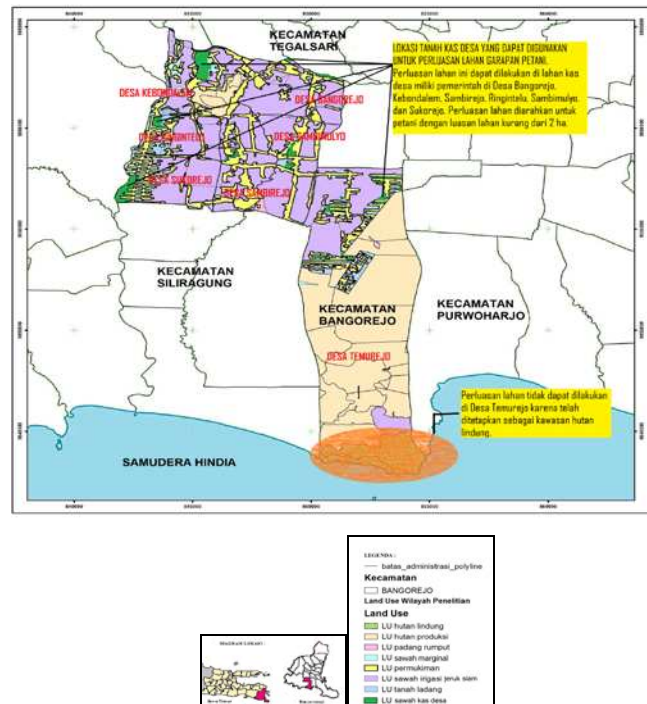 KECAMATAN
TEGALSARI
LOKASI TANAH KAS DESA YANG DAPAT DIGUNAKAN
UNTUK PERLUASAN LAHAN GARAPAN PETANI.
Perluasan lahan ini dapat dilakukan di lahan kas
desa miliki pemerintah di Desa Bangorejo,
Kebondalem, Sambirejo, Ringintelu, Sambimulyo,
dan Sukorejo. Perluasan lahan diarahkan untuk
petani dengan luasan lahan kurang dari 2 ha.
DESA KEBONDALEM
DESA BANGOREJO
DESA RINGINTELU
DESA SAMBIMULYO
DESA SUKOREJO
DESA SAMBIREJO
KECAMATAN
SILIRAGUNG
KECAMATAN
BANGOREJO
KECAMATAN
PURWOHARJO
DESA TEMUREJO
Perluasan lahan tidak dapat dilakukan
di Desa Temurejo karena telah
ditetapkan sebagai kawasan hutan
lindung.
SAMUDERA HINDIA
LEGENDA :
batas_administrasi_polyline
Kecamatan
BANGOREJO
Land Use Wilayah Penelitian
Land Use
LU hutan lindung
LU hutan produksi
LU padang rumput
LU sawah marginal
LU permukiman
LU sawah irigasi jeruk siam
LU tanah ladang
LU sawah kas desa